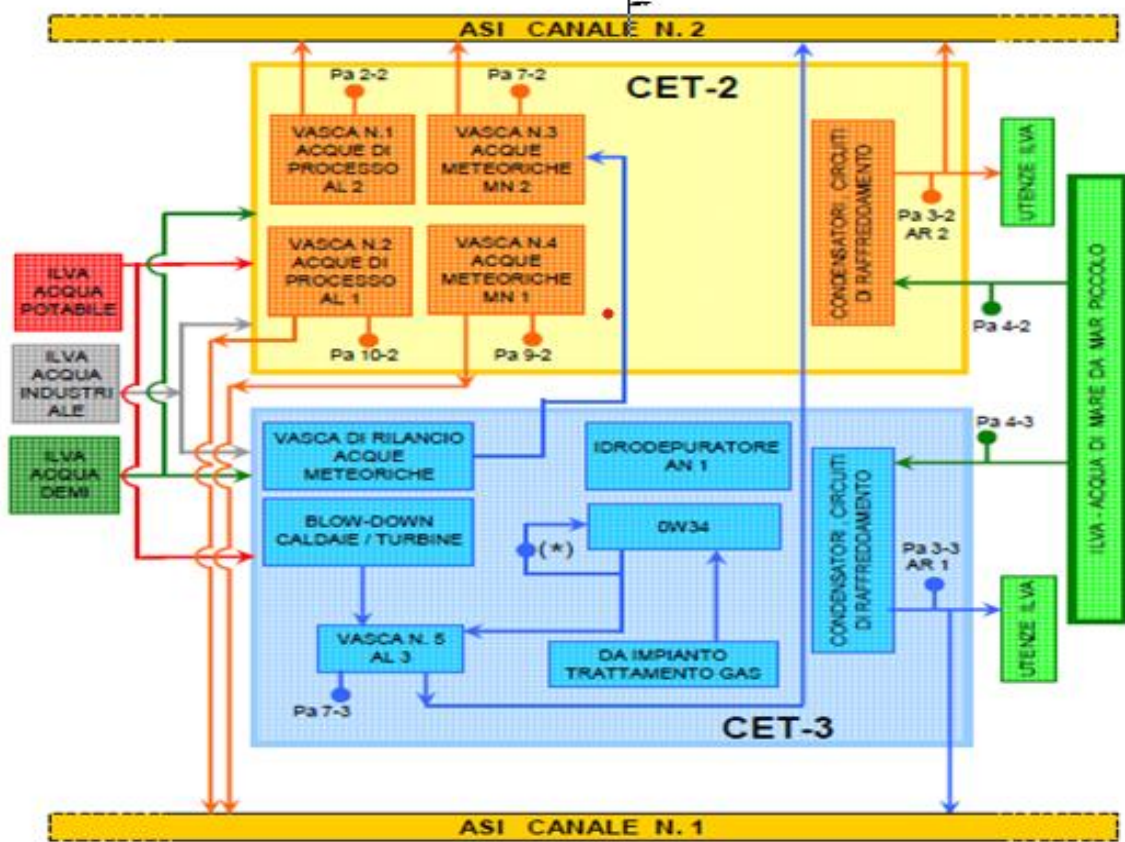 ASI CANALE N. 2
CET-2
Pa 2-2
Pa 7-2
VASCA N.1
ACQUE DI
PROCESSO
AL 2
VASCA N.3
ACQUE
METEORICHE
MN 2
VASCA N.2
ACQUE DI
PROCESSO
AL 1
VASCA N.4
ACQUE
METEORICHE
MN 1
Pa 10-2
Pa 9-2
CONDENSATORI , CIRCUITI
DI RAFFREDDAMENTO
Pa 3-2
AR 2
UTENZE ILVA
Pa 4-2
ILVA
ACQUA
POTABILE
ILVA
ACQUA
INDUSTRI
ALE
ILVA
ACQUA
DEMI
ILVA - ACQUA DI MARE DA MAR PICCOLO
VASCA DI RILANCIO
ACQUE
METEORICHE
IDRODEPURATORE
AN 1
BLOW-DOWN
CALDAIE / TURBINE
(*)
0W34
Pa 4-3
CONDENSATORI , CIRCUITI
DI RAFFREDDAMENTO
Pa 3-3
AR 1
UTENZE ILVA
VASCA N. 5
AL 3
DA IMPIANTO
TRATTAMENTO GAS
Pa 7-3
CET-3
ASI CANALE N. 1